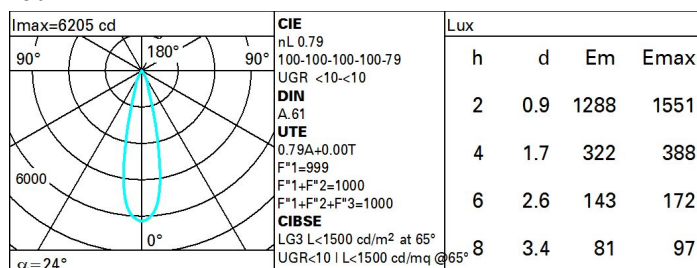 Imax=6205 cd
90°
180°
90°
6000
0°
α=24°
CIE
nL 0.79
100-100-100-100-79
UGR <10-<10
DIN
A.61
UTE
0.79A+0.00T
F"1=999
F"1+F"2=1000
F"1+F"2+F"3=1000
CIBSE
LG3 L<1500 cd/m² at 65°
UGR<10 | L<1500 cd/mq @65°
Lux
h d Em Emax
2 0.9 1288 1551
4 1.7 322 388
6 2.6 143 172
8 3.4 81 97